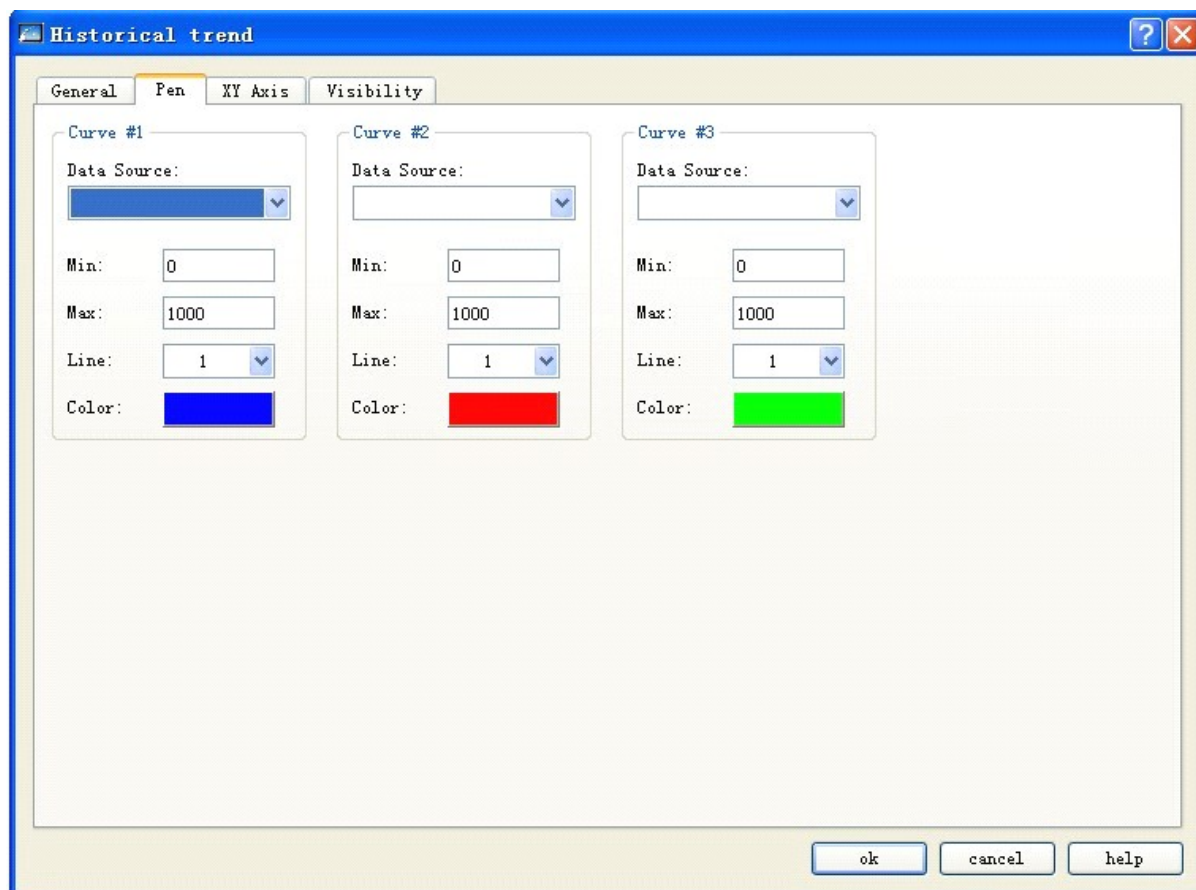 Historical trend
General Pen XY Axis Visibility
Curve #1 Curve #2 Curve #3
Data Source: Data Source: Data Source:
Min: 0 Min: 0 Min: 0
Max: 1000 Max: 1000 Max: 1000
Line: 1 Line: 1 Line: 1
Color: Color: Color:
ok cancel help